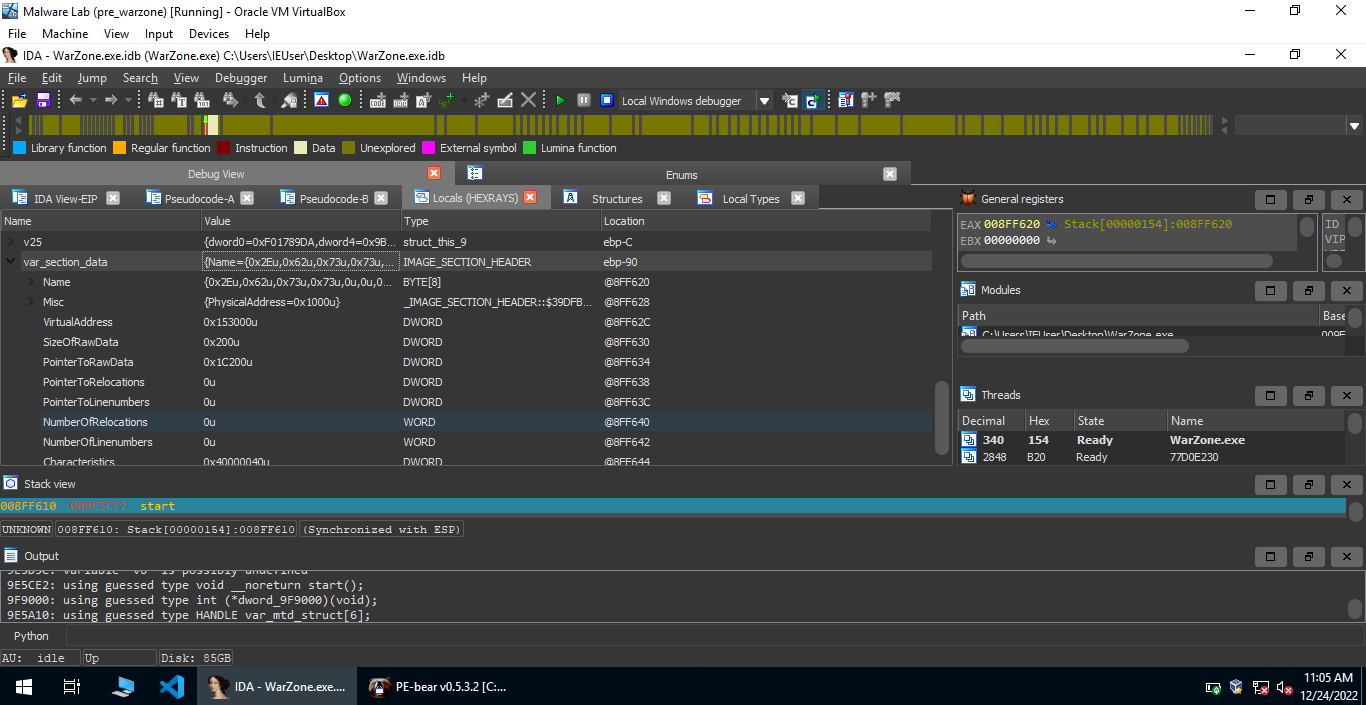 Malware Lab (pre_warzone) [Running] - Oracle VM VirtualBox
File Machine View Input Devices Help
IDA - WarZone.exe.idb (WarZone.exe) C:\Users\IEUser\Desktop\WarZone.exe.idb
File Edit Jump Search View Debugger Lumina Options Windows Help
Local Windows debugger
Library function Regular function Instruction Data Unexplored External symbol Lumina function
Debug View Enums
IDA View-EIP Pseudocode-A Pseudocode-B Locals (HEXRAYS) Structures Local Types
Name Value Type Location
v25 {dword0=0xF01789DA,dword4=0x9B... struct_this_9 ebp-C
var_section_data {Name={0x2Eu,0x62u,0x73u,0x73u,... IMAGE_SECTION_HEADER ebp-90
Name {0x2Eu,0x62u,0x73u,0x73u,0u,0u,0... BYTE[8] @8FF620
Misc {PhysicalAddress=0x1000u} _IMAGE_SECTION_HEADER::$39DFB... @8FF628
VirtualAddress 0x153000u DWORD @8FF62C
SizeOfRawData 0x200u DWORD @8FF630
PointerToRawData 0x1C200u DWORD @8FF634
PointerToRelocations 0u DWORD @8FF638
PointerToLinenumbers 0u DWORD @8FF63C
NumberOfRelocations 0u WORD @8FF640
NumberOfLinenumbers 0u WORD @8FF642
Characteristics 0x40000040u DWORD @8FF644
General registers
EAX 008FF620 Stack[00000154]:008FF620
EBX 00000000
ID
VIP
Modules
Path Base
C:\Users\IEUser\Desktop\WarZone.exe 009E
Threads
Decimal Hex State Name
340 154 Ready WarZone.exe
2848 B20 Ready 77D0E230
Stack view
008FF610 009E5CE2 start
UNKNOWN 008FF610: Stack[00000154]:008FF610 (Synchronized with ESP)
Output
9E5CE2: using guessed type void __noreturn start();
9F9000: using guessed type int (*dword_9F9000)(void);
9E5A10: using guessed type HANDLE var_mtd_struct[6];
Python
AU: idle Up Disk: 85GB
IDA - WarZone.exe.... PE-bear v0.5.3.2 [C:...
11:05 AM
12/24/2022